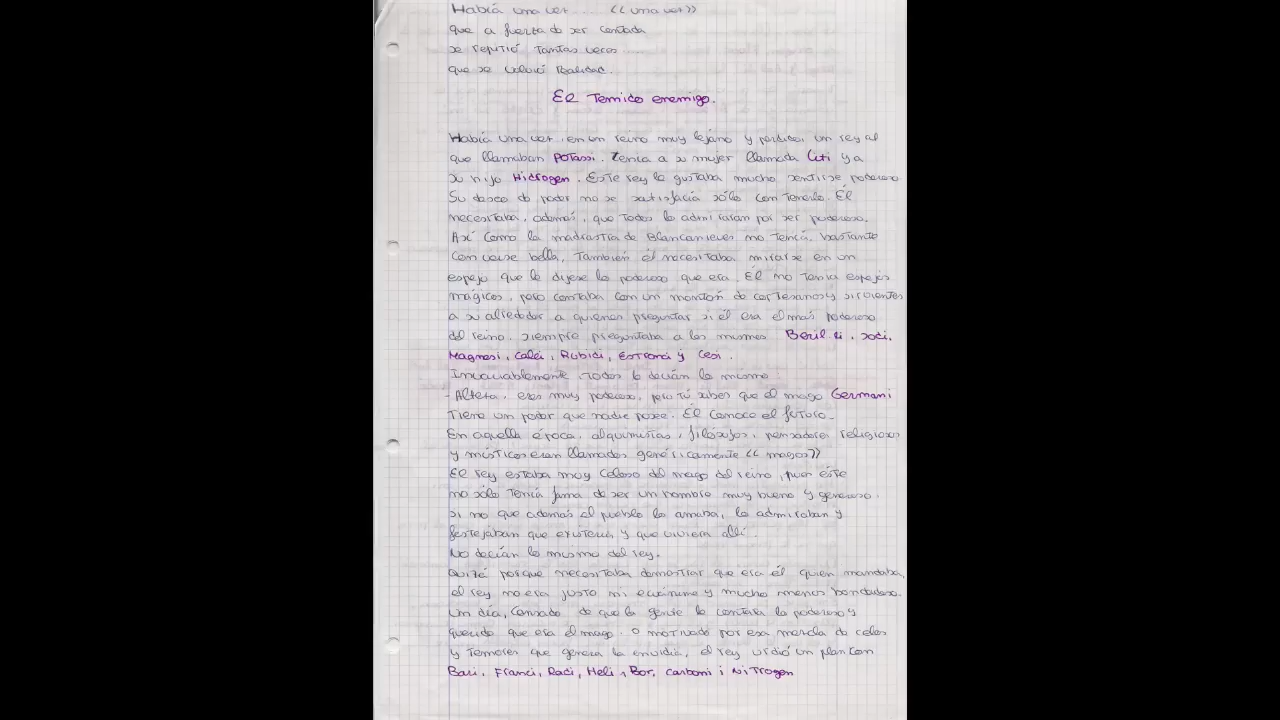 Había una vez .... << una vez>>
que a fuerza de ser contada
se repitió Tantas veces
que se volvió Realidad.
El Temido enemigo.
Había una vez, en un reino muy lejano y perdido, un rey al
que llamaban Potassi. Tenía a su mujer llamada Liti y a
su hijo Hidrogen. Este rey le gustaba mucho sentirse poderoso
Su deseo de poder no se satisfacía sólo con Tenerlo. Él
necesitaba, además, que Todos lo admiraran por ser poderoso.
Así como la madrastra de Blancanieves no Tenía bastante
con verse bella, También él necesitaba mirarse en un
espejo que le dijese lo poderoso que era. Él no Tenía espejos
mágicos, pero contaba con un montón de cortesanos y sirvientes
a su alrededor a quienes preguntar si él era el más poderoso
del reino. siempre preguntaba a los mismos Beril.li, sodi,
Magnesi, Calci, Rubidi, Estronci y Cesi.
Invariablemente Todos le decían lo mismo
- Alteza, eres muy poderoso, pero tú sabes que el mago Germani
Tiene un poder que nadie posee. Él conoce el futuro.
En aquella época, alquimistas, filósofos, pensadores religiosos
y místicos eran llamados genéricamente << magos>>
El rey estaba muy celoso del mago del reino, pues éste
no sólo Tenía fama de ser un hombre muy bueno y generoso.
si no que además el pueblo lo amaba, lo admiraban y
festejaban que existiera y que viviera allí.
No decían lo mismo del rey.
Quizá porque necesitaba demostrar que era él quien mandaba,
el rey no era justo ni ecuánime y mucho menos bondadoso.
Un día, cansado de que la gente le contara lo poderoso y
querido que era el mago. o motivado por esa mezcla de celos
y Temores que genera la envidia, el rey urdió un plan con
Bari, Franci, Radi, Heli, Bor, Carboni i NiTrogen